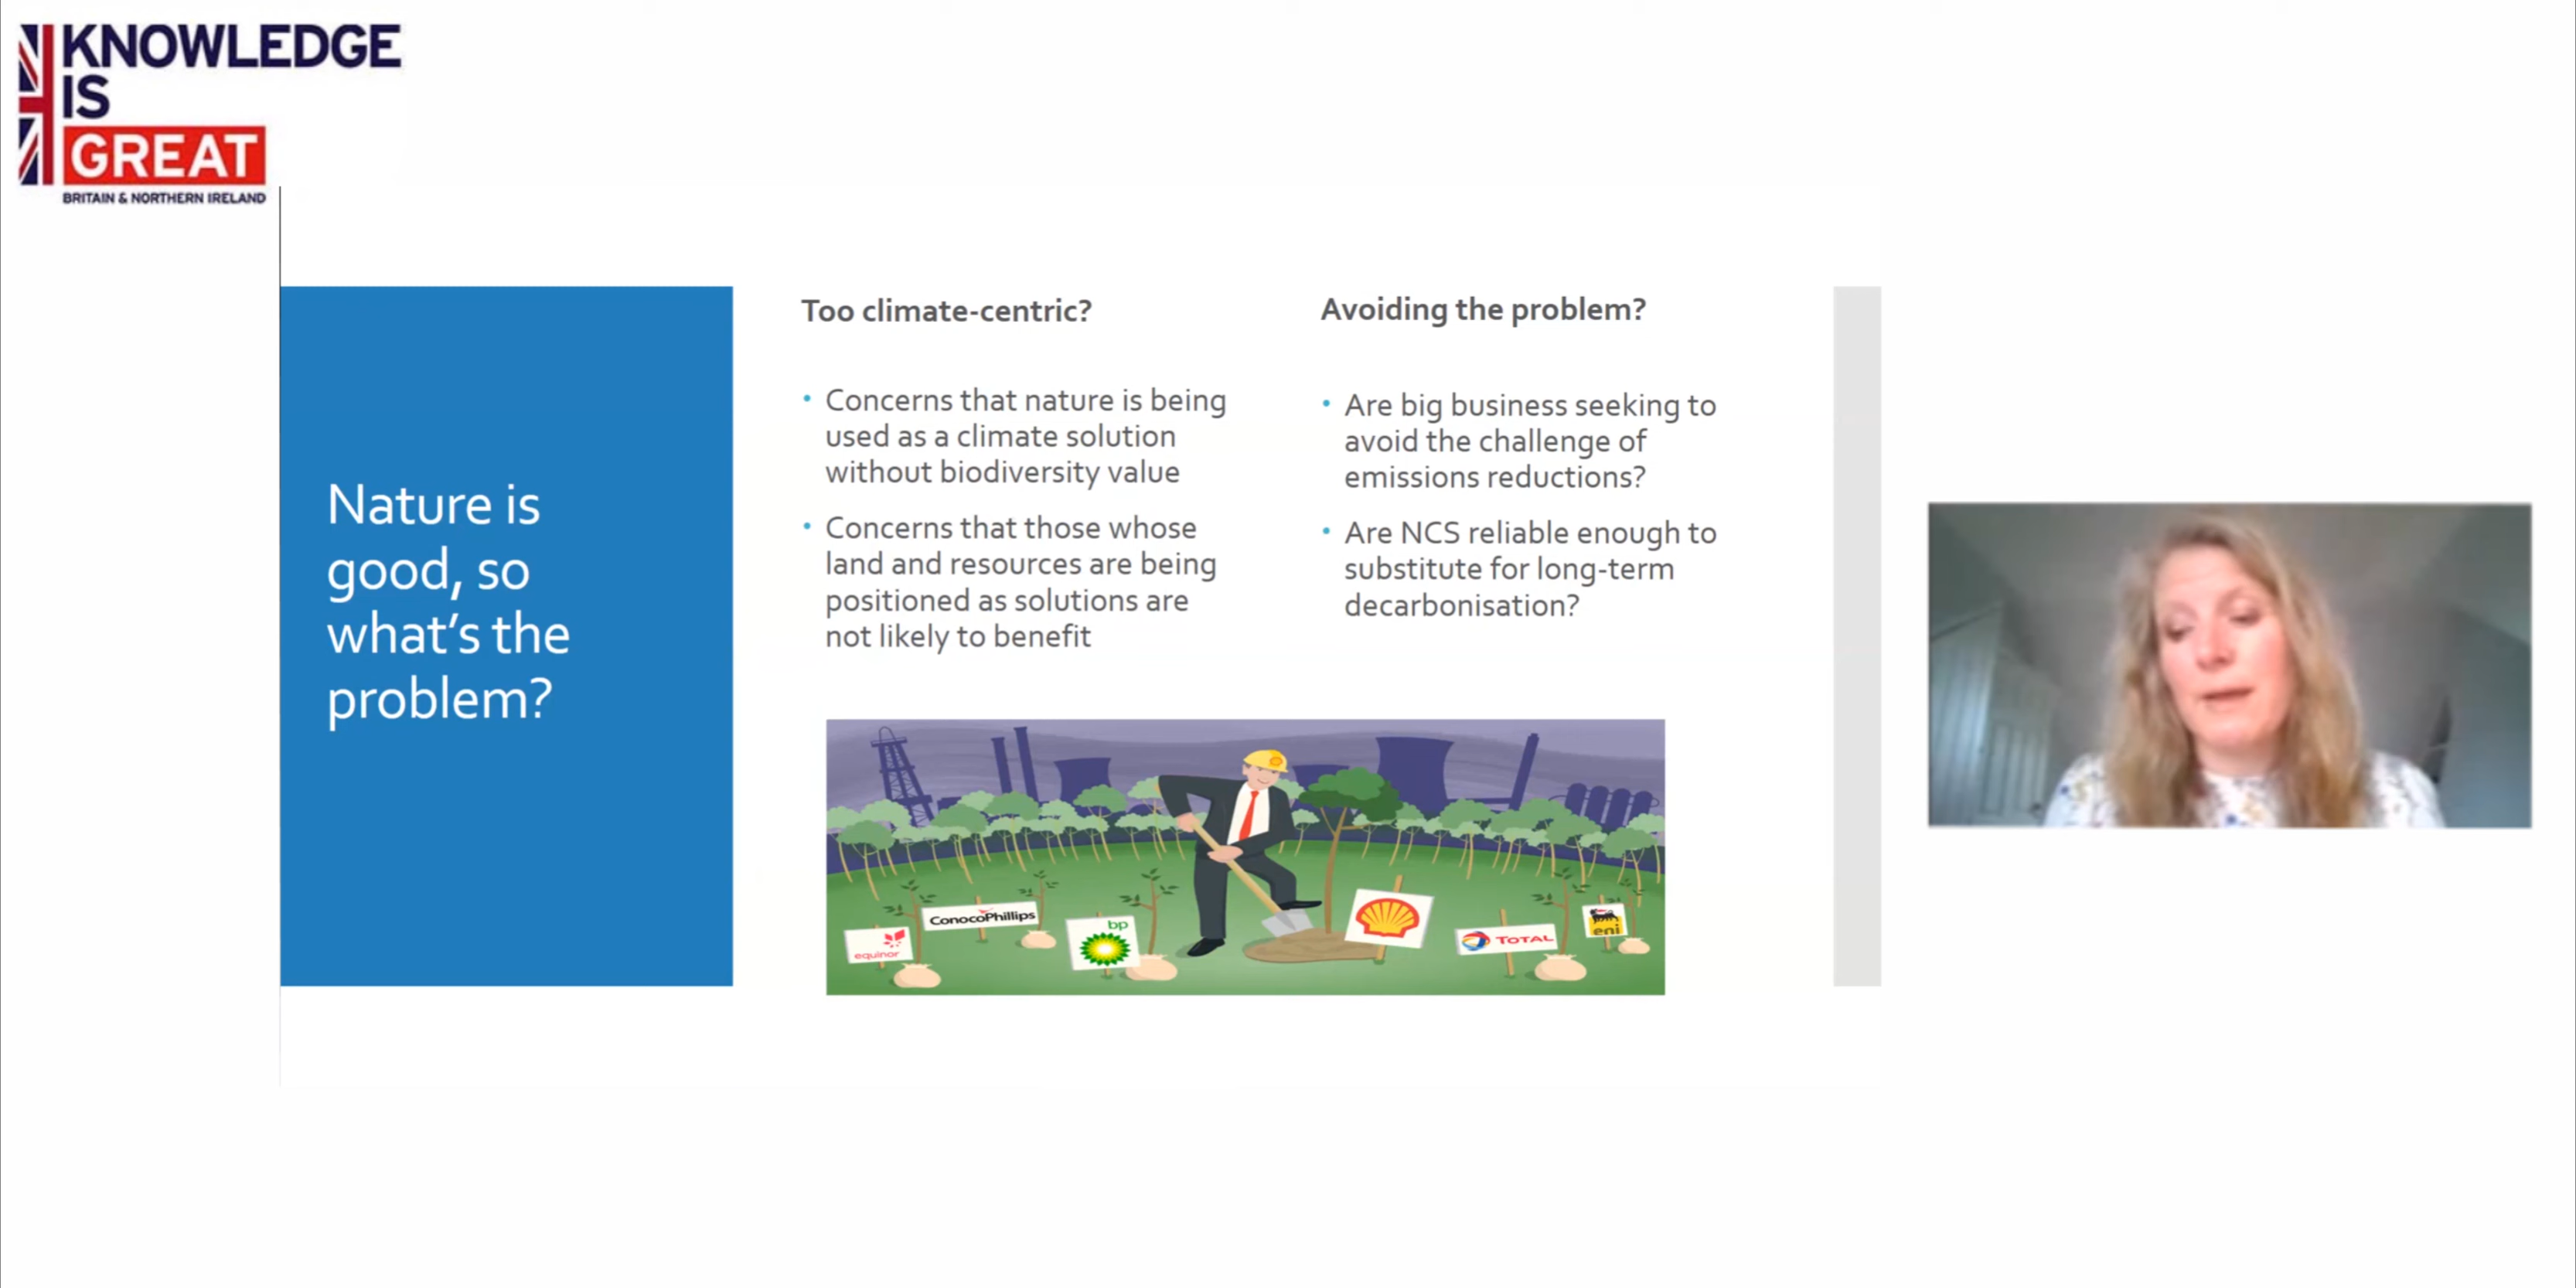 KNOWLEDGE
IS
GREAT
BRITAIN & NORTHERN IRELAND
Nature is
good, so
what's the
problem?
Too climate-centric?
• Concerns that nature is being
used as a climate solution
without biodiversity value
• Concerns that those whose
land and resources are being
positioned as solutions are
not likely to benefit
Avoiding the problem?
• Are big business seeking to
avoid the challenge of
emissions reductions?
• Are NCS reliable enough to
substitute for long-term
decarbonisation?
equinor
ConocoPhillips
bp
TOTAL
eni